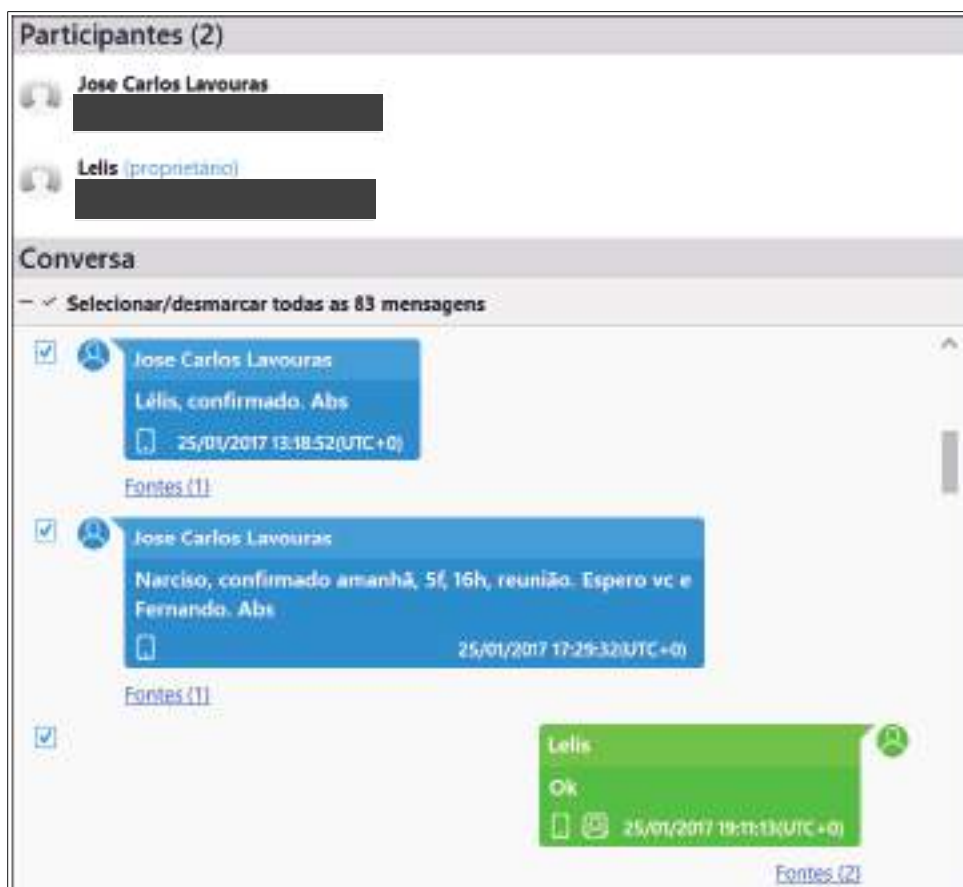 Participantes (2)
Jose Carlos Lavouras
Lelis (proprietário)
Conversa
Selecionar/desmarcar todas as 83 mensagens
Jose Carlos Lavouras
Lélis, confirmado. Abs
25/01/2017 13:18:52(UTC+0)
Fontes (1)
Jose Carlos Lavouras
Narciso, confirmado amanhã, 5f, 16h, reunião. Espero vc e
Fernando. Abs
25/01/2017 17:29:32(UTC+0)
Fontes (1)
Lelis
Ok
25/01/2017 19:11:13(UTC+0)
Fontes (2)